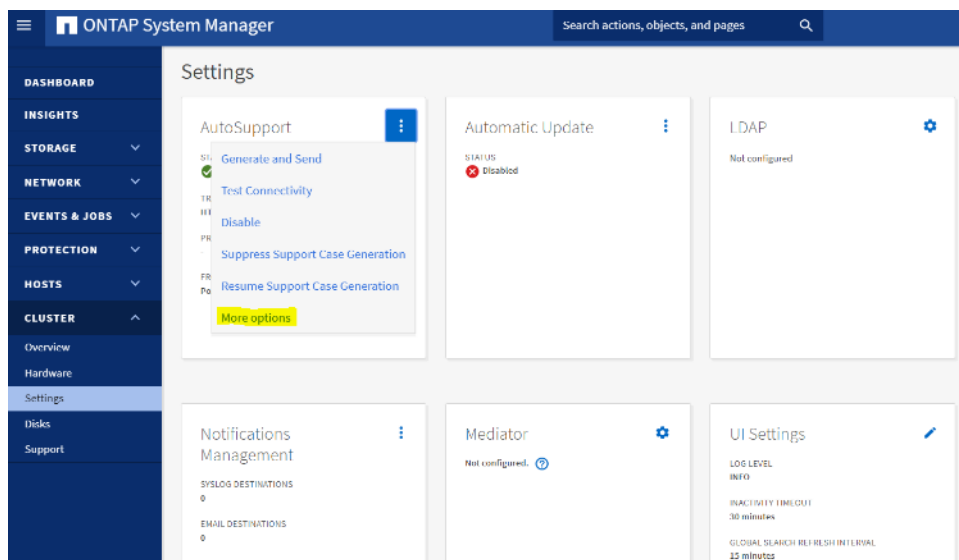 ONTAP System Manager
Search actions, objects, and pages
DASHBOARD
INSIGHTS
STORAGE
NETWORK
EVENTS & JOBS
PROTECTION
HOSTS
CLUSTER
Overview
Hardware
Settings
Disks
Support
Settings
AutoSupport
Generate and Send
Test Connectivity
Disable
Suppress Support Case Generation
Resume Support Case Generation
More options
Automatic Update
STATUS
Disabled
LDAP
Not configured
Notifications
Management
SYSLOG DESTINATIONS
0
EMAIL DESTINATIONS
0
Mediator
Not configured.
UI Settings
LOG LEVEL
INFO
INACTIVITY TIMEOUT
30 minutes
GLOBAL SEARCH REFRESH INTERVAL
15 minutes